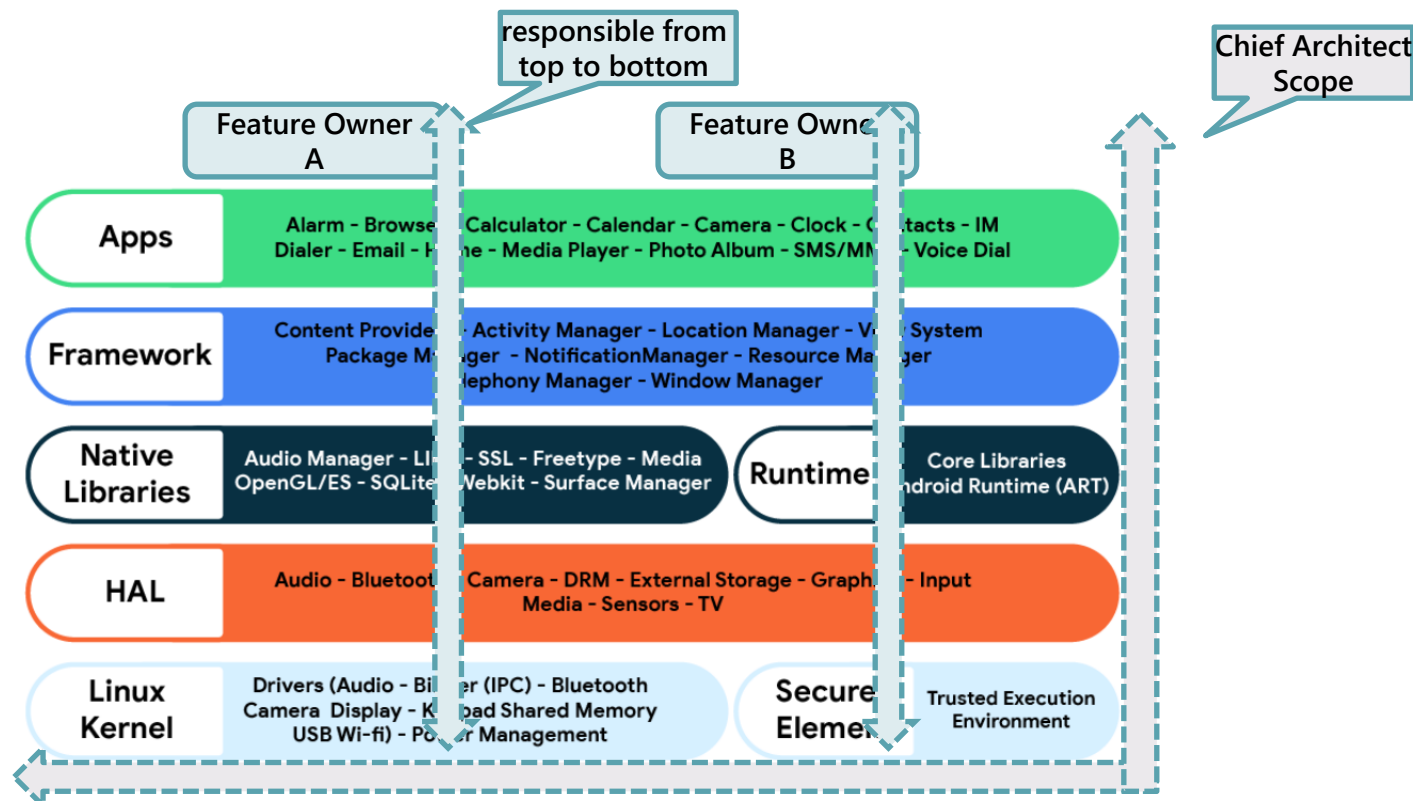 responsible from
top to bottom
Chief Architect
Scope
Feature Owner
A
Feature Owne
B
Apps
Alarm - Browse Calculator - Calendar - Camera - Clock - C tacts - IM
Dialer - Email - H me - Media Player - Photo Album - SMS/MM - Voice Dial
Framework
Content Provide - Activity Manager - Location Manager - V System
Package M ger - NotificationManager - Resource Ma ger
lephony Manager - Window Manager
Native
Libraries
Audio Manager - LI - SSL - Freetype - Media
OpenGL/ES - SQLite Webkit - Surface Manager
Runtime
Core Libraries
ndroid Runtime (ART)
HAL
Audio - Bluetoot Camera - DRM - External Storage - Graph - Input
Media - Sensors - TV
Linux
Kernel
Drivers (Audio - Bi er (IPC) - Bluetooth
Camera Display - K pad Shared Memory
USB Wi-fi) - Po r Management
Secure
Elemen
Trusted Execution
Environment